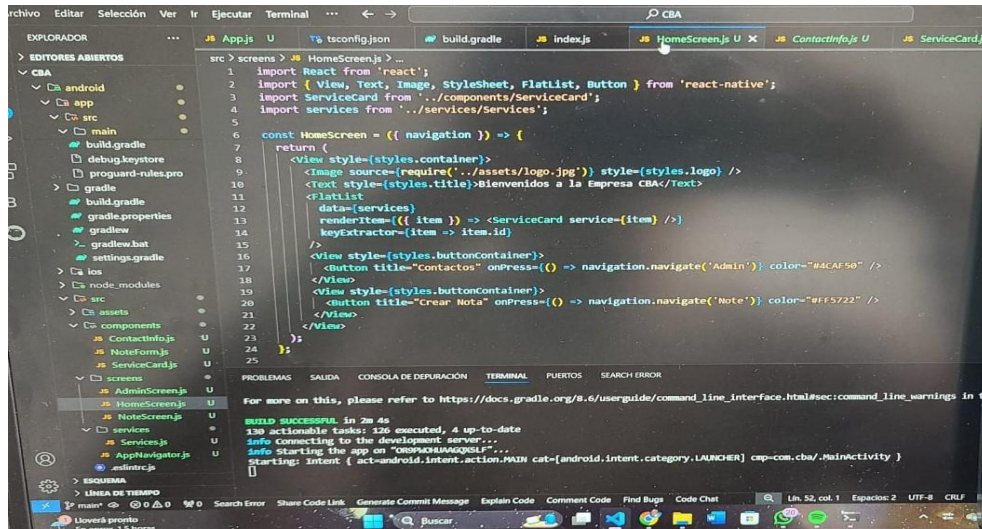 rchivo Editar Selección Ver Ir Ejecutar Terminal ... CBA
EXPLORADOR ...
App.js U tsconfig.json build.gradle index.js HomeScreen.js U ContactInfo.js U ServiceCard.j
EDITORES ABIERTOS
CBA
android
app
src
main
build.gradle
debug.keystore
proguard-rules.pro
gradle
build.gradle
gradle.properties
gradlew
gradlew.bat
settings.gradle
ios
node_modules
src
assets
components
ContactInfo.js U
NoteForm.js U
ServiceCard.js U
screens
AdminScreen.js U
HomeScreen.js U
NoteScreen.js U
services
Services.js U
AppNavigator.js U
.eslintrc.js
ESQUEMA
LÍNEA DE TIEMPO
src > screens > JS HomeScreen.js > ...
1 import React from 'react';
2 import { View, Text, Image, StyleSheet, FlatList, Button } from 'react-native';
3 import ServiceCard from '../components/ServiceCard';
4 import services from '../services/Services';
5
6 const HomeScreen = ({ navigation }) => {
7 return (
8 <View style={styles.container}>
9 <Image source={require('../assets/logo.jpg')} style={styles.logo} />
10 <Text style={styles.title}>Bienvenidos a la Empresa CBA</Text>
11 <FlatList
12 data={services}
13 renderItem={({ item }) => <ServiceCard service={item} />}
14 keyExtractor={item => item.id}
15 />
16 <View style={styles.buttonContainer}>
17 <Button title="Contactos" onPress={() => navigation.navigate('Admin')} color="#4CAF50" />
18 </View>
19 <View style={styles.buttonContainer}>
20 <Button title="Crear Nota" onPress={() => navigation.navigate('Note')} color="#FF5722" />
21 </View>
22 </View>
23 );
24 };
25
PROBLEMAS SALIDA CONSOLA DE DEPURACIÓN TERMINAL PUERTOS SEARCH ERROR
For more on this, please refer to https://docs.gradle.org/8.6/userguide/command_line_interface.html#sec:command_line_warnings in t
BUILD SUCCESSFUL in 2m 4s
130 actionable tasks: 126 executed, 4 up-to-date
info Connecting to the development server...
info Starting the app on "OR9PWOHUAAGQXSLF"...
Starting: Intent { act=android.intent.action.MAIN cat=[android.intent.category.LAUNCHER] cmp=com.cba/.MainActivity }
main* 0 0 0 Search Error Share Code Link Generate Commit Message Explain Code Comment Code Find Bugs Code Chat Lín. 52, col. 1 Espacios: 2 UTF-8 CRLF
Lloverá pronto
Buscar
20